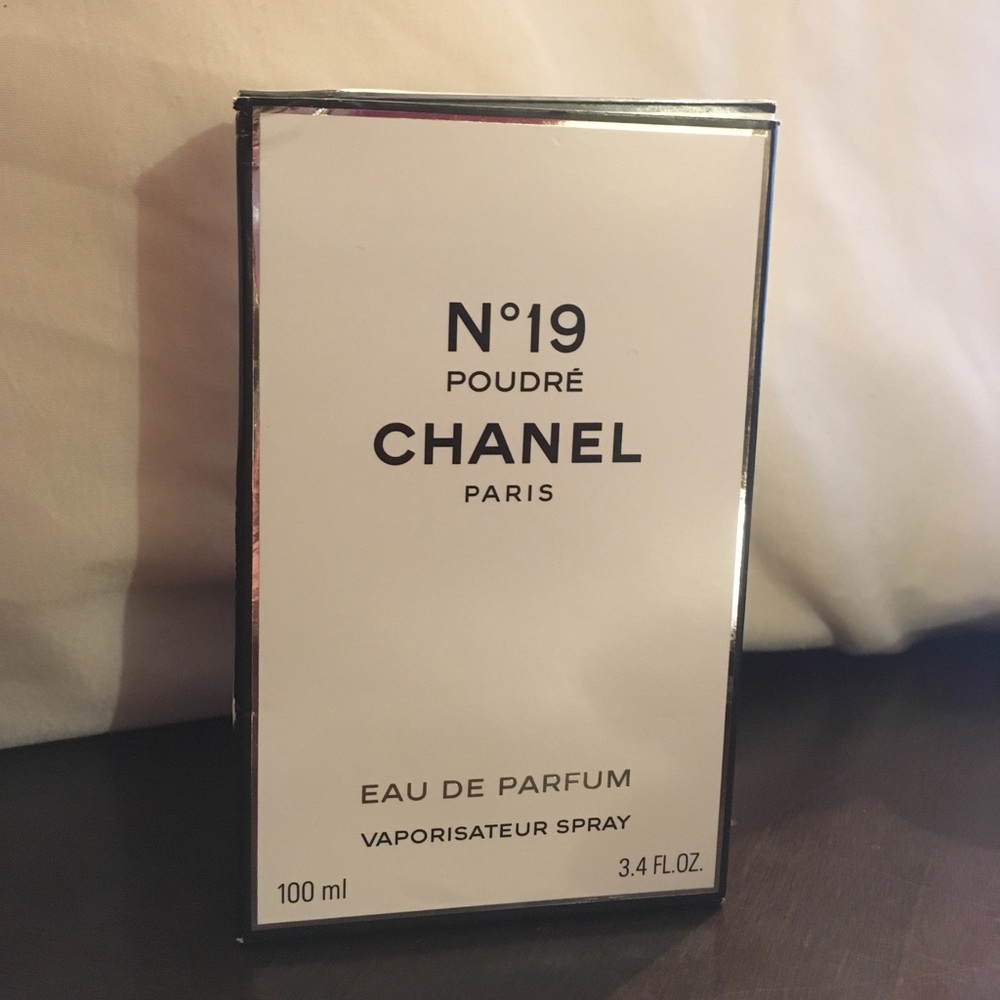 N°19
POUDRÉ
CHANEL
PARIS
EAU DE PARFUM
VAPORISATEUR SPRAY
100 ml 3.4 FL.OZ.